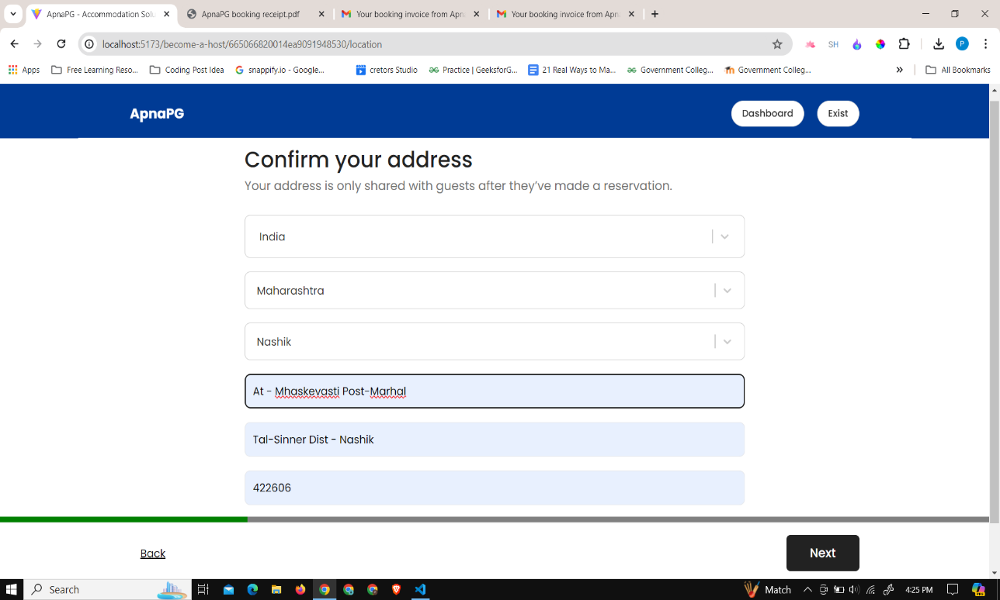 ApnaPG - Accommodation Solu
ApnaPG booking receipt.pdf
Your booking invoice from Apn
Your booking invoice from Apn
localhost:5173/become-a-host/665066820014ea9091948530/location
SH
P
Apps
Free Learning Reso...
Coding Post Idea
snappify.io - Google...
cretors Studio
Practice | GeeksforG...
21 Real Ways to Ma...
Government Colleg...
Government Colleg...
»
All Bookmarks
ApnaPG
Dashboard
Exist
Confirm your address
Your address is only shared with guests after they've made a reservation.
India
Maharashtra
Nashik
At - Mhaskevasti Post-Marhal
Tal-Sinner Dist - Nashik
422606
Back
Next
Search
Match
4:25 PM